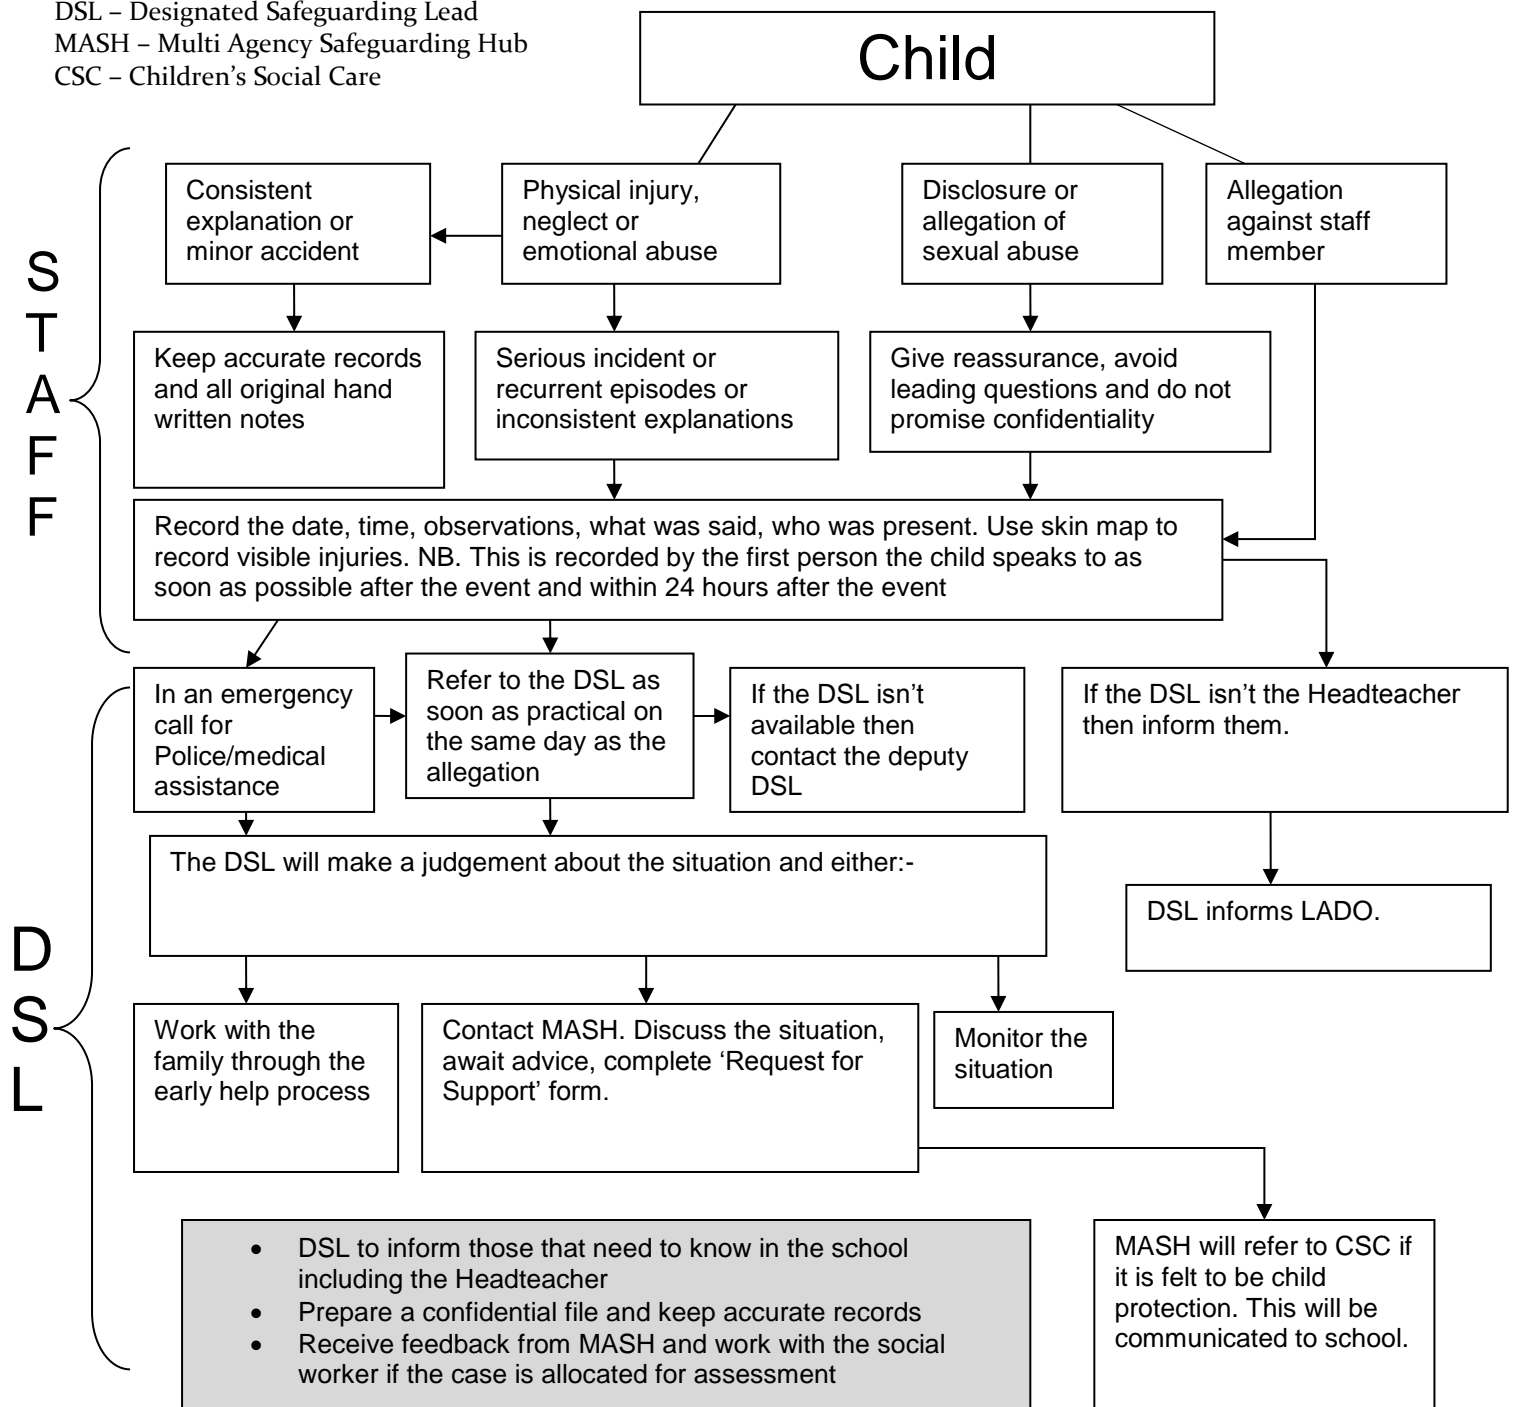 DSL – Designated Safeguarding Lead
MASH – Multi Agency Safeguarding Hub
CSC – Children's Social Care
Child
S
T
A
F
F
Consistent
explanation or
minor accident
Physical injury,
neglect or
emotional abuse
Disclosure or
allegation of
sexual abuse
Allegation
against staff
member
Keep accurate records
and all original hand
written notes
Serious incident or
recurrent episodes or
inconsistent explanations
Give reassurance, avoid
leading questions and do not
promise confidentiality
Record the date, time, observations, what was said, who was present. Use skin map to
record visible injuries. NB. This is recorded by the first person the child speaks to as
soon as possible after the event and within 24 hours after the event
D
S
L
In an emergency
call for
Police/medical
assistance
Refer to the DSL as
soon as practical on
the same day as the
allegation
If the DSL isn't
available then
contact the deputy
DSL
If the DSL isn't the Headteacher
then inform them.
The DSL will make a judgement about the situation and either:-
DSL informs LADO.
Work with the
family through the
early help process
Contact MASH. Discuss the situation,
await advice, complete 'Request for
Support' form.
Monitor the
situation
• DSL to inform those that need to know in the school
including the Headteacher
• Prepare a confidential file and keep accurate records
• Receive feedback from MASH and work with the social
worker if the case is allocated for assessment
MASH will refer to CSC if
it is felt to be child
protection. This will be
communicated to school.